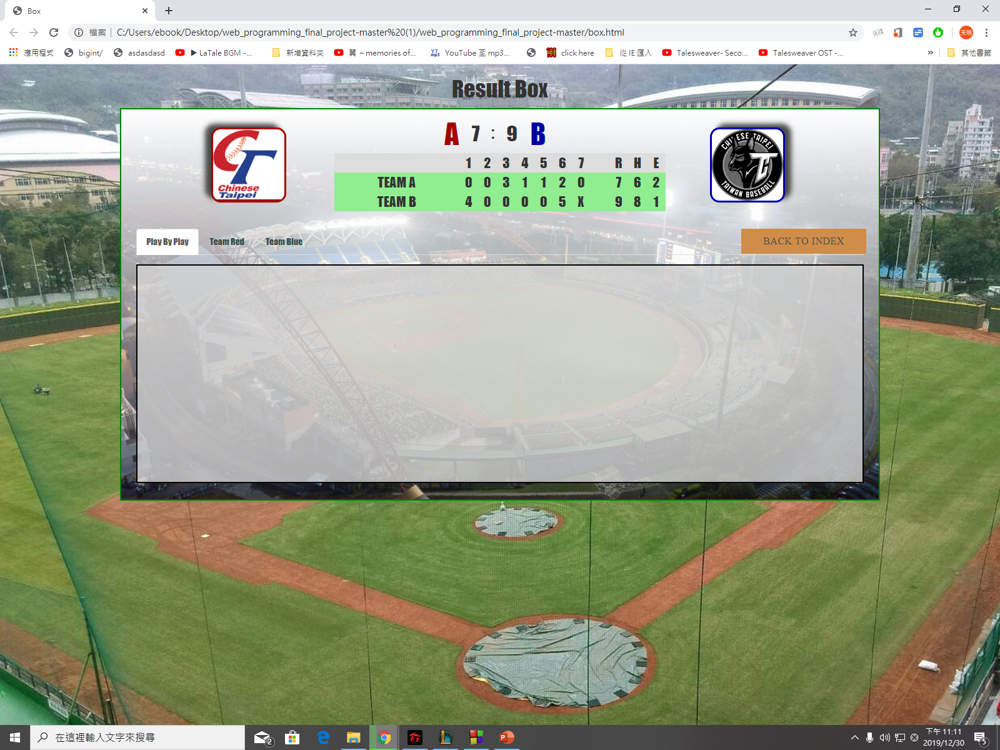 Box
檔案
C:/Users/ebook/Desktop/web_programming_final_project-master%20(1)/web_programming_final_project-master/box.html
天皓
應用程式 bigint/ asdasdasd ▶ LaTale BGM -... 新增資料夾 翼 ~ memories of... YouTube 至 mp3... click here 從 IE 匯入 Talesweaver- Seco... Talesweaver OST -... » 其他書籤
Result Box
A 7 : 9 B
1 2 3 4 5 6 7 R H E
TEAM A 0 0 3 1 1 2 0 7 6 2
TEAM B 4 0 0 0 0 5 X 9 8 1
Chinese
Taipei
CHINESE TAIPEI
TAIWAN BASEBALL
Play By Play Team Red Team Blue BACK TO INDEX
在這裡輸入文字來搜尋
2
下午 11:11
2019/12/30
5